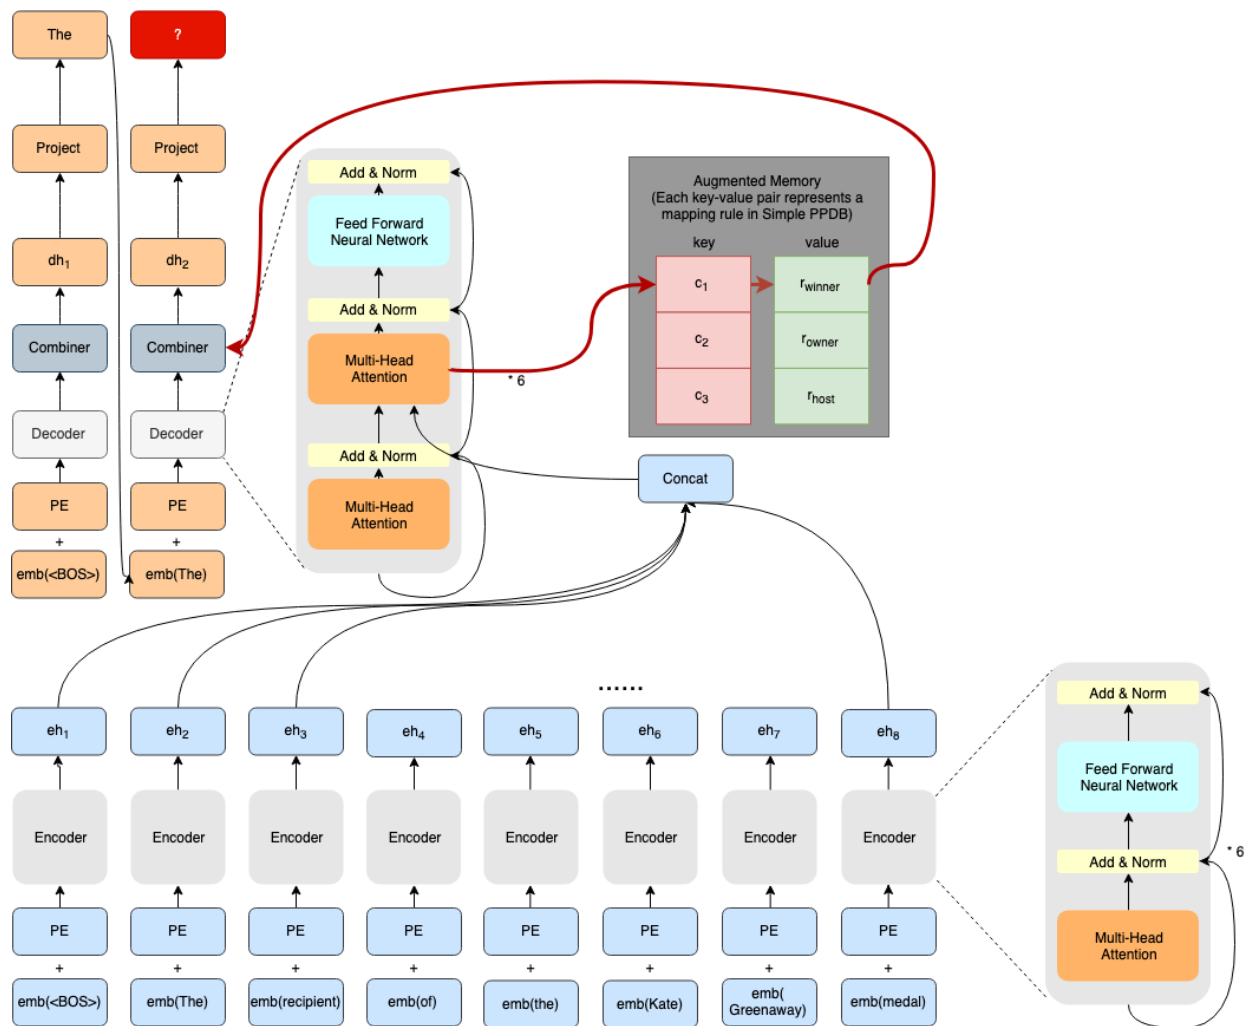 The
?
Project
Project
dh1
dh2
Combiner
Combiner
Decoder
Decoder
PE
PE
+
+
emb(<BOS>)
emb(The)
Add & Norm
Feed Forward
Neural Network
Add & Norm
Multi-Head
Attention
Add & Norm
Multi-Head
Attention
* 6
Augmented Memory
(Each key-value pair represents a
mapping rule in Simple PPDB)
key
value
c1
rwinner
c2
rowner
c3
rhost
Concat
......
eh1
eh2
eh3
eh4
eh5
eh6
eh7
eh8
Encoder
Encoder
Encoder
Encoder
Encoder
Encoder
Encoder
Encoder
PE
PE
PE
PE
PE
PE
PE
PE
+
+
+
+
+
+
+
+
emb(<BOS>)
emb(The)
emb(recipient)
emb(of)
emb(the)
emb(Kate)
emb(
Greenaway)
emb(medal)
Add & Norm
Feed Forward
Neural Network
Add & Norm
* 6
Multi-Head
Attention